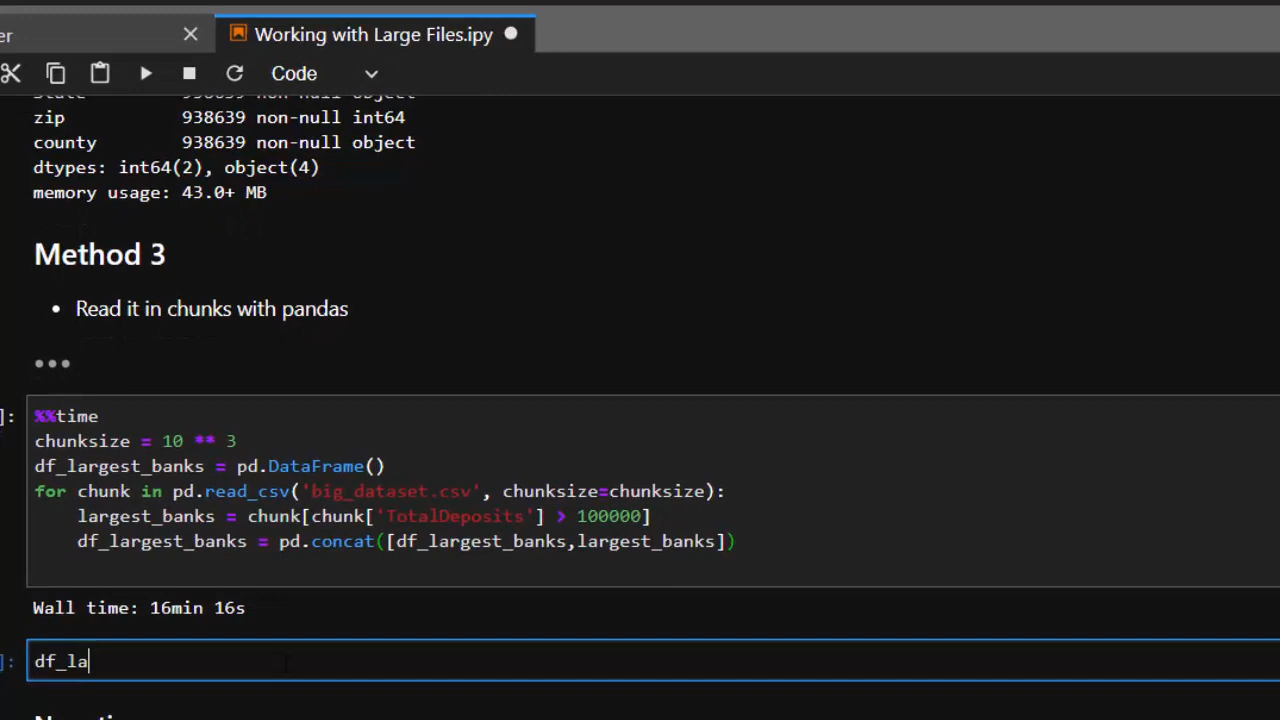 er
Working with Large Files.ipy
Code
zip 938639 non-null int64
county 938639 non-null object
dtypes: int64(2), object(4)
memory usage: 43.0+ MB
Method 3
• Read it in chunks with pandas
]: %%time
chunksize = 10 ** 3
df_largest_banks = pd.DataFrame()
for chunk in pd.read_csv('big_dataset.csv', chunksize=chunksize):
largest_banks = chunk[chunk['TotalDeposits'] > 100000]
df_largest_banks = pd.concat([df_largest_banks,largest_banks])
Wall time: 16min 16s
]: df_la